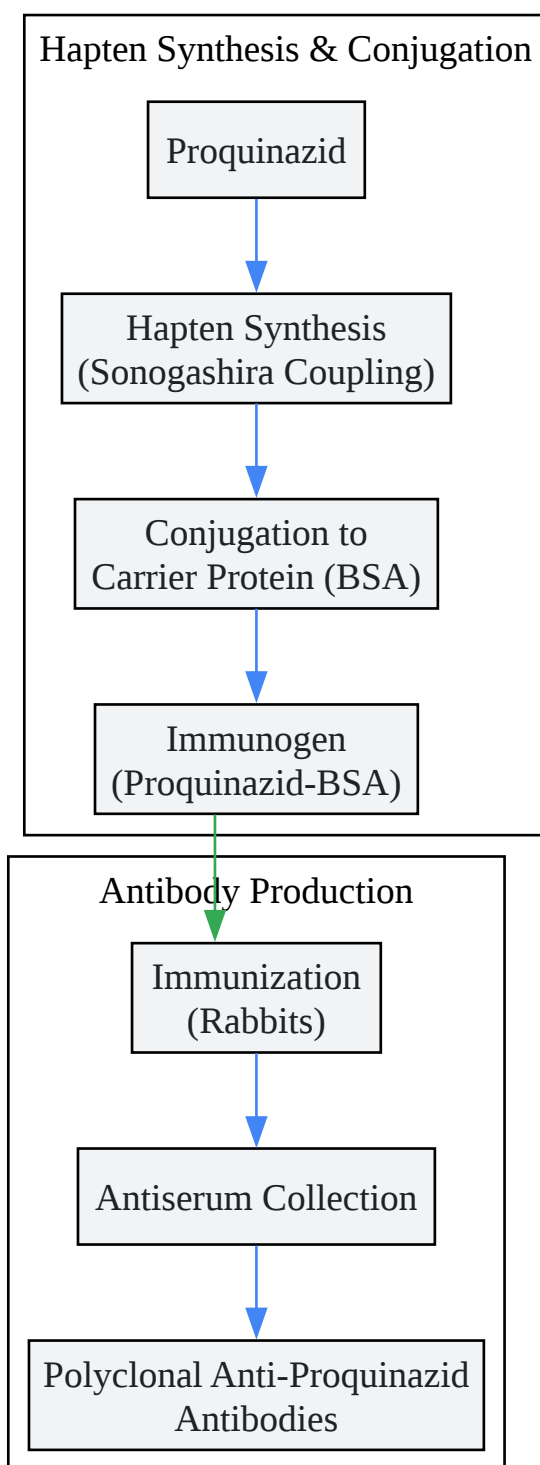 Hapten Synthesis & Conjugation
Proquinazid
Hapten Synthesis
(Sonogashira Coupling)
Conjugation to
Carrier Protein (BSA)
Immunogen
(Proquinazid-BSA)
Antibody Production
Immunization
(Rabbits)
Antiserum Collection
Polyclonal Anti-Proquinazid
Antibodies